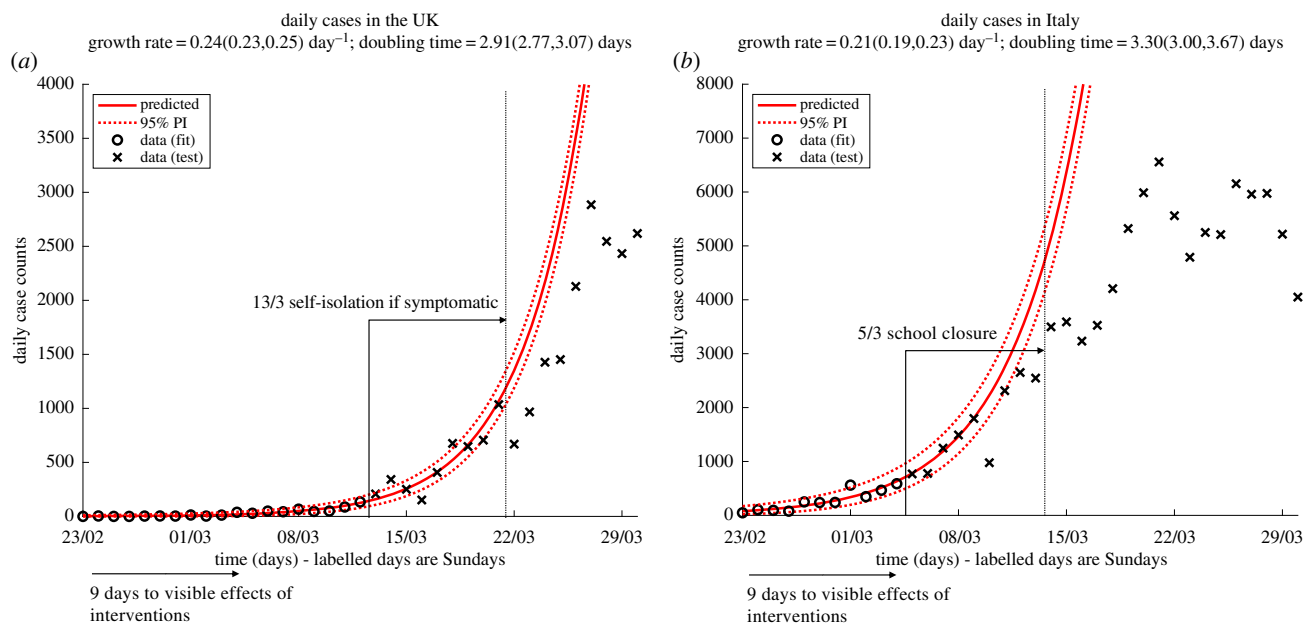 daily cases in the UK
growth rate = 0.24(0.23,0.25) day⁻¹; doubling time = 2.91(2.77,3.07) days
(a)
4000
3500
3000
2500
2000
1500
1000
500
0
daily case counts
predicted
95% PI
data (fit)
data (test)
13/3 self-isolation if symptomatic
23/02 01/03 08/03 15/03 22/03 29/03
time (days) - labelled days are Sundays
9 days to visible effects of
interventions
daily cases in Italy
growth rate = 0.21(0.19,0.23) day⁻¹; doubling time = 3.30(3.00,3.67) days
(b)
8000
7000
6000
5000
4000
3000
2000
1000
0
daily case counts
predicted
95% PI
data (fit)
data (test)
5/3 school closure
23/02 01/03 08/03 15/03 22/03 29/03
time (days) - labelled days are Sundays
9 days to visible effects of
interventions